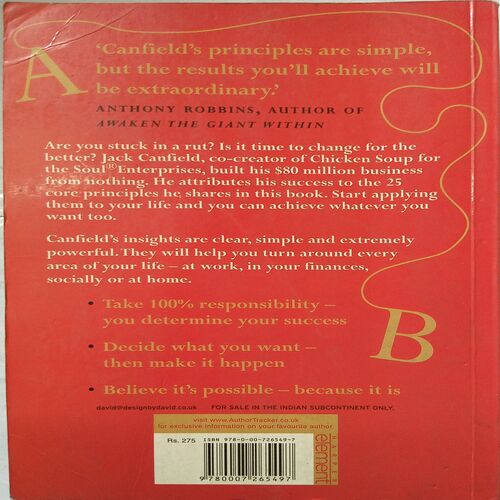 A
'Canfield's principles are simple,
but the results you'll achieve will
be extraordinary.'
ANTHONY ROBBINS, AUTHOR OF
AWAKEN THE GIANT WITHIN
Are you stuck in a rut? Is it time to change for the
better? Jack Canfield, co-creator of Chicken Soup for
the Soul® Enterprises, built his $80 million business
from nothing. He attributes his success to the 25
core principles he shares in this book. Start applying
them to your life and you can achieve whatever you
want too.
Canfield's insights are clear, simple and extremely
powerful. They will help you turn around every
area of your life – at work, in your finances,
socially or at home.
• Take 100% responsibility –
you determine your success
B
• Decide what you want –
then make it happen
• Believe it's possible – because it is
david@designbydavid.co.uk FOR SALE IN THE INDIAN SUBCONTINENT ONLY.
visit www.AuthorTracker.co.uk
for exclusive information on your favourite author.
Rs. 275
ISBN 978-0-00-726549-7
9 780007 265497
HARPER
element